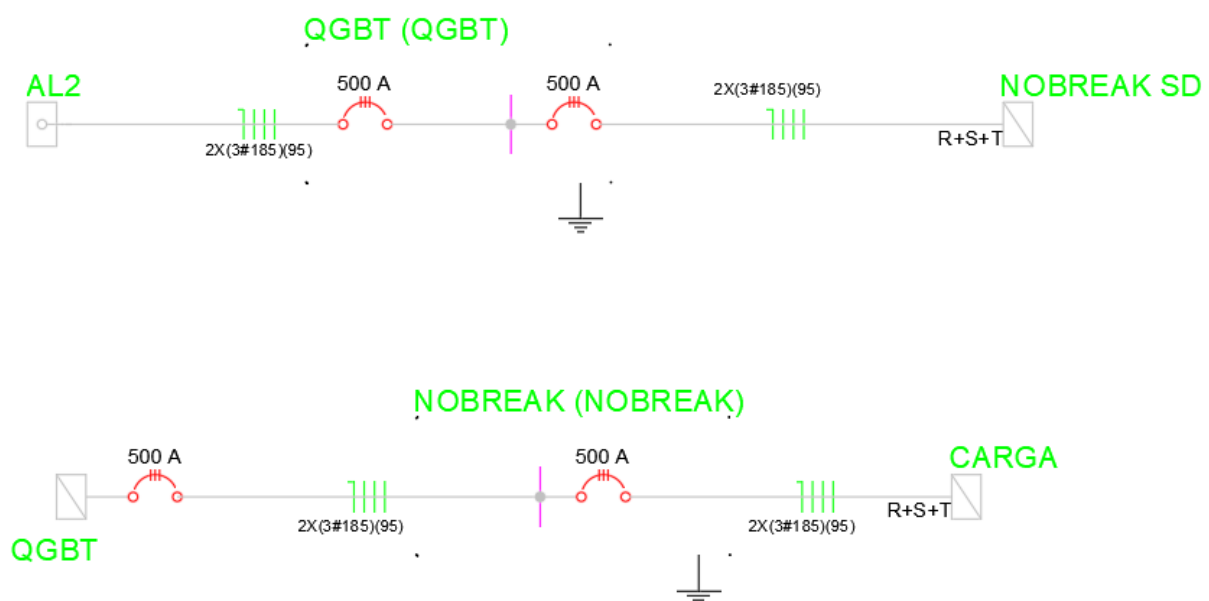 QGBT (QGBT)
AL2
500 A
500 A
2X(3#185)(95)
NOBREAK SD
2X(3#185)(95)
R+S+T
NOBREAK (NOBREAK)
500 A
500 A
CARGA
2X(3#185)(95)
2X(3#185)(95)
R+S+T
QGBT